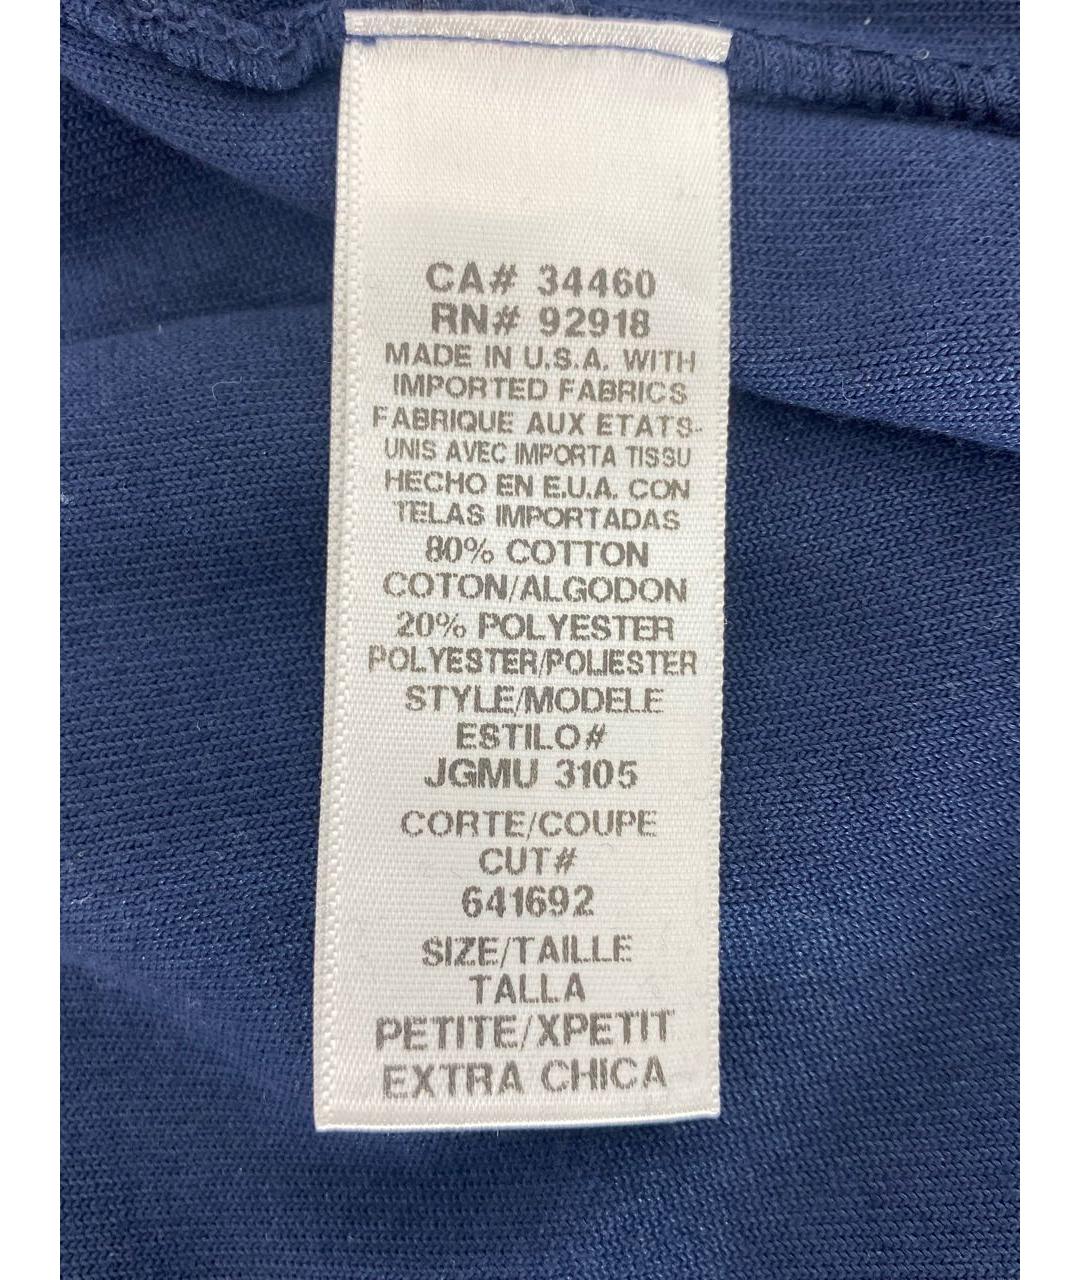 CA# 34460
RN# 92918
MADE IN U.S.A. WITH
IMPORTED FABRICS
FABRIQUE AUX ETATS-
UNIS AVEC IMPORTA TISSU
HECHO EN E.U.A. CON
TELAS IMPORTADAS
80% COTTON
COTON/ALGODON
20% POLYESTER
POLYESTER/POLIESTER
STYLE/MODELE
ESTILO#
JGMU 3105
CORTE/COUPE
CUT#
641692
SIZE/TAILLE
TALLA
PETITE/XPETIT
EXTRA CHICA